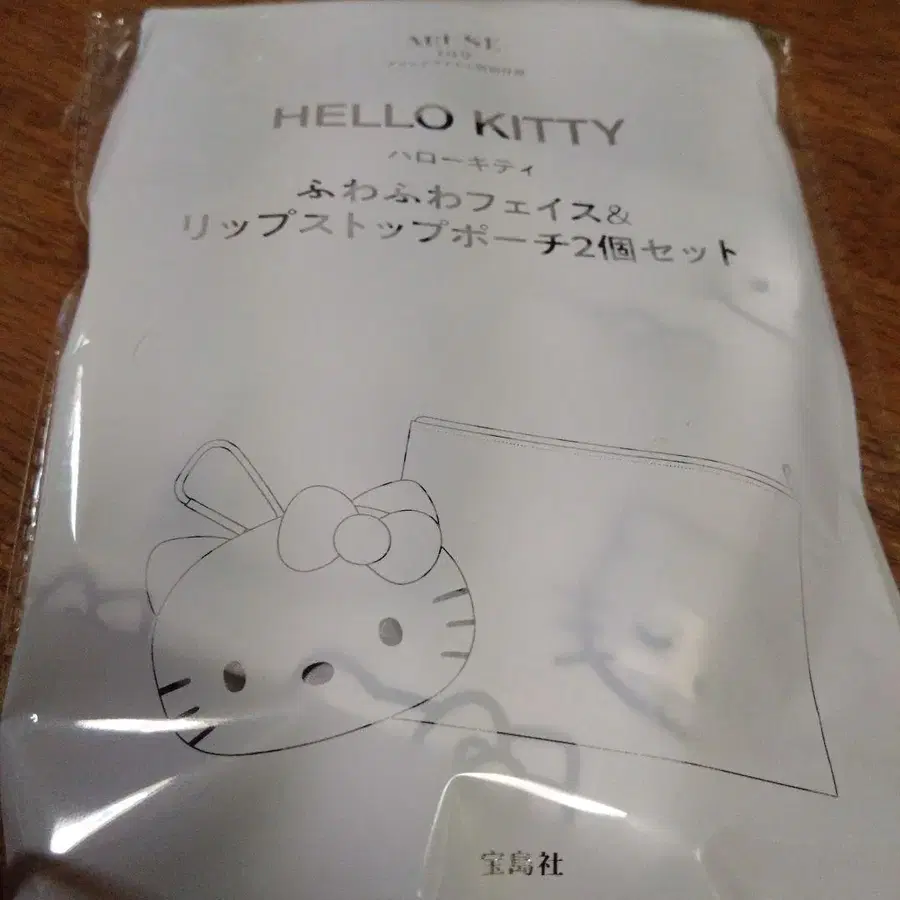 HELLO KITTY
ハローキティ
ふわふわフェイス&
リップストップポーチ2個セット
宝島社